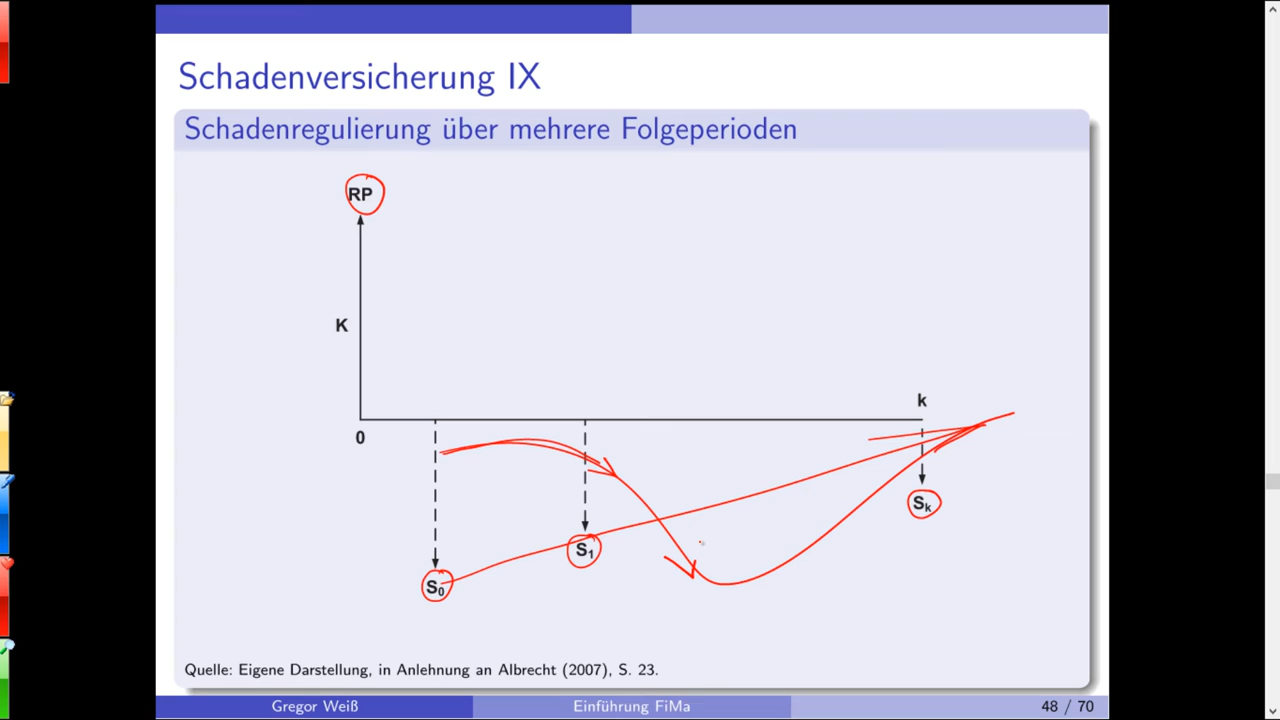 Schadenversicherung IX
Schadenregulierung über mehrere Folgeperioden
RP
K
k
0
Sk
S1
S0
Quelle: Eigene Darstellung, in Anlehnung an Albrecht (2007), S. 23.
Gregor Weiß Einführung FiMa 48 / 70